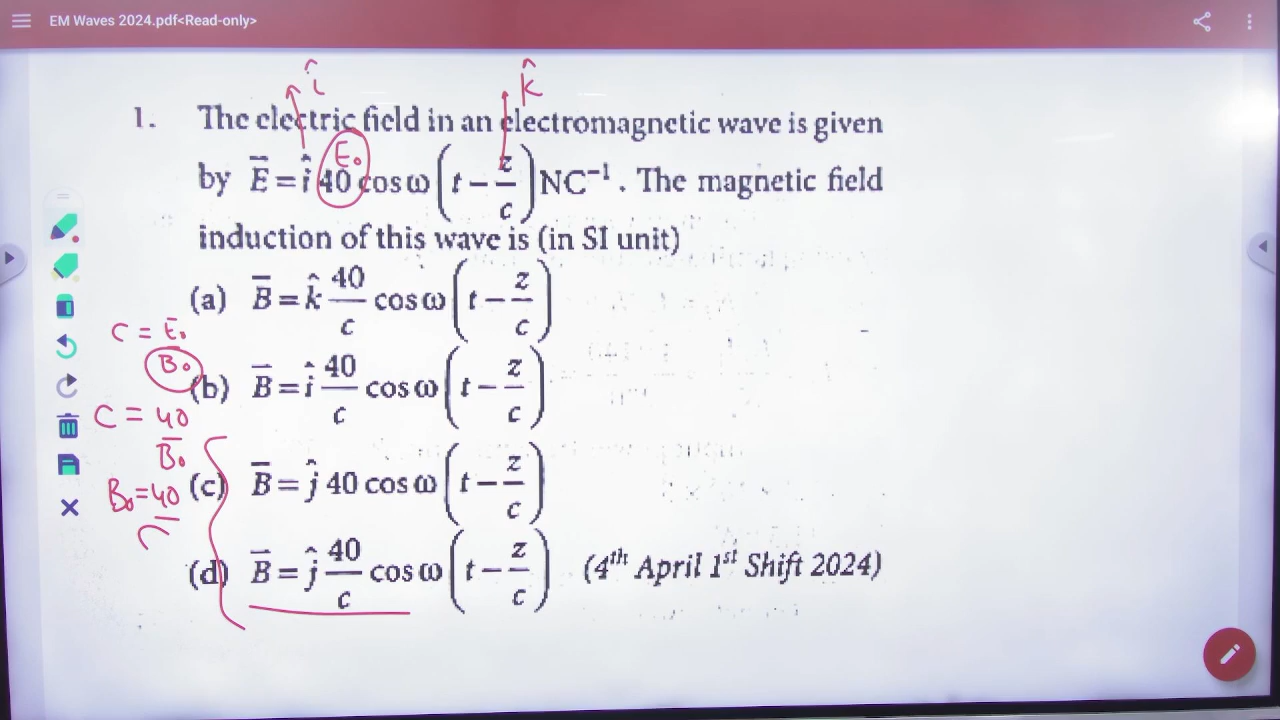 EM Waves 2024.pdf<Read-only>
î
k̂
1. The electric field in an electromagnetic wave is given
E₀
by E̅ = î 40 cos ω (t − z/c) NC⁻¹. The magnetic field
induction of this wave is (in SI unit)
(a) B̅ = k̂ 40/c cos ω (t − z/c)
C = E₀/B₀
(b) B̅ = î 40/c cos ω (t − z/c)
C = 40/B₀
(c) B̅ = ĵ 40 cos ω (t − z/c)
B₀ = 40/C
(d) B̅ = ĵ 40/c cos ω (t − z/c) (4th April 1st Shift 2024)